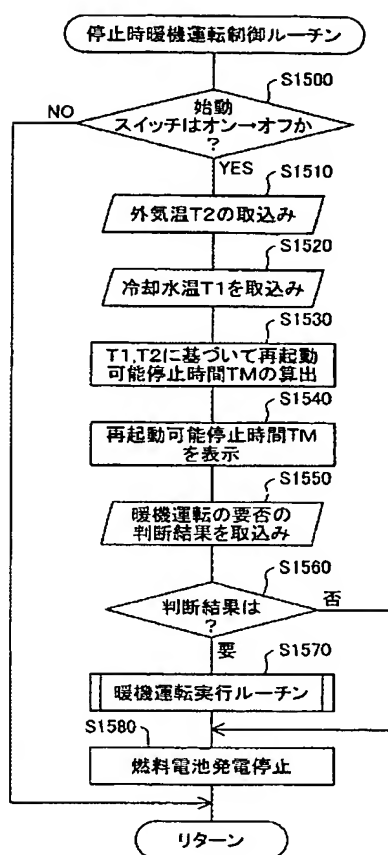 停止時暖機運転制御ルーチン
S1500
NO
始動
スイッチはオン→オフか
?
YES
S1510
外気温T2の取込み
S1520
冷却水温T1を取込み
S1530
T1,T2に基づいて再起動
可能停止時間TMの算出
S1540
再起動可能停止時間TM
を表示
S1550
暖機運転の要否の
判断結果を取込み
S1560
判断結果は
?
否
要
S1570
暖機運転実行ルーチン
S1580
燃料電池発電停止
リターン